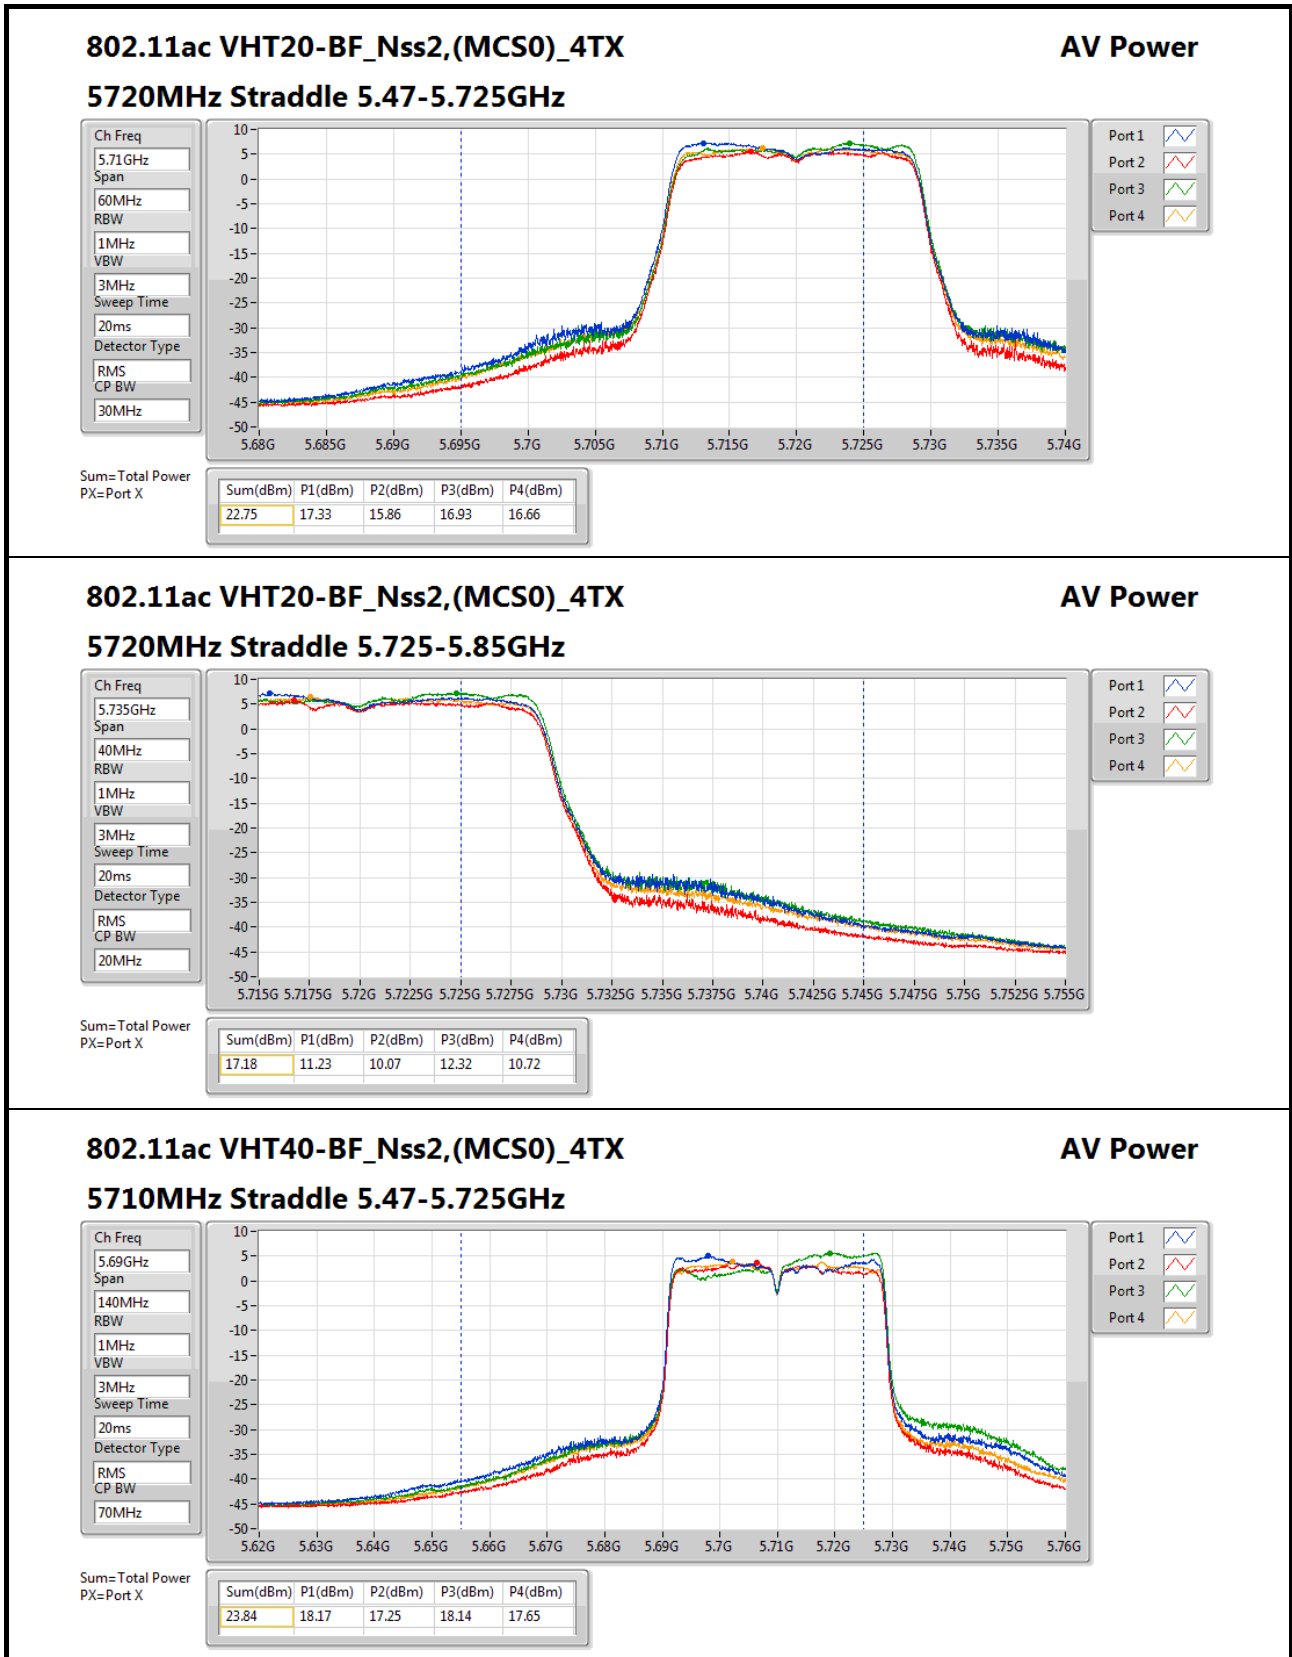 802.11ac VHT20-BF_Nss2,(MCS0)_4TX AV Power
5720MHz Straddle 5.47-5.725GHz
Ch Freq
5.71GHz
Span
60MHz
RBW
1MHz
VBW
3MHz
Sweep Time
20ms
Detector Type
RMS
CP BW
30MHz
10
5
0
-5
-10
-15
-20
-25
-30
-35
-40
-45
-50
5.68G 5.685G 5.69G 5.695G 5.7G 5.705G 5.71G 5.715G 5.72G 5.725G 5.73G 5.735G 5.74G
Port 1
Port 2
Port 3
Port 4
Sum=Total Power
PX=Port X
Sum(dBm) P1(dBm) P2(dBm) P3(dBm) P4(dBm)
22.75 17.33 15.86 16.93 16.66
802.11ac VHT20-BF_Nss2,(MCS0)_4TX AV Power
5720MHz Straddle 5.725-5.85GHz
Ch Freq
5.735GHz
Span
40MHz
RBW
1MHz
VBW
3MHz
Sweep Time
20ms
Detector Type
RMS
CP BW
20MHz
10
5
0
-5
-10
-15
-20
-25
-30
-35
-40
-45
-50
5.715G 5.7175G 5.72G 5.7225G 5.725G 5.7275G 5.73G 5.7325G 5.735G 5.7375G 5.74G 5.7425G 5.745G 5.7475G 5.75G 5.7525G 5.755G
Port 1
Port 2
Port 3
Port 4
Sum=Total Power
PX=Port X
Sum(dBm) P1(dBm) P2(dBm) P3(dBm) P4(dBm)
17.18 11.23 10.07 12.32 10.72
802.11ac VHT40-BF_Nss2,(MCS0)_4TX AV Power
5710MHz Straddle 5.47-5.725GHz
Ch Freq
5.69GHz
Span
140MHz
RBW
1MHz
VBW
3MHz
Sweep Time
20ms
Detector Type
RMS
CP BW
70MHz
10
5
0
-5
-10
-15
-20
-25
-30
-35
-40
-45
-50
5.62G 5.63G 5.64G 5.65G 5.66G 5.67G 5.68G 5.69G 5.7G 5.71G 5.72G 5.73G 5.74G 5.75G 5.76G
Port 1
Port 2
Port 3
Port 4
Sum=Total Power
PX=Port X
Sum(dBm) P1(dBm) P2(dBm) P3(dBm) P4(dBm)
23.84 18.17 17.25 18.14 17.65